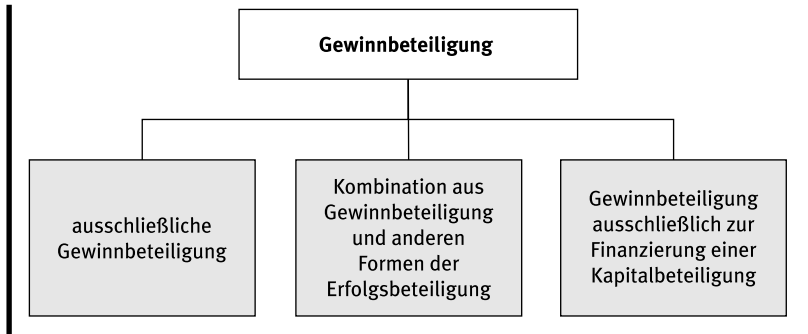 Gewinnbeteiligung
ausschließliche
Gewinnbeteiligung
Kombination aus
Gewinnbeteiligung
und anderen
Formen der
Erfolgsbeteiligung
Gewinnbeteiligung
ausschließlich zur
Finanzierung einer
Kapitalbeteiligung